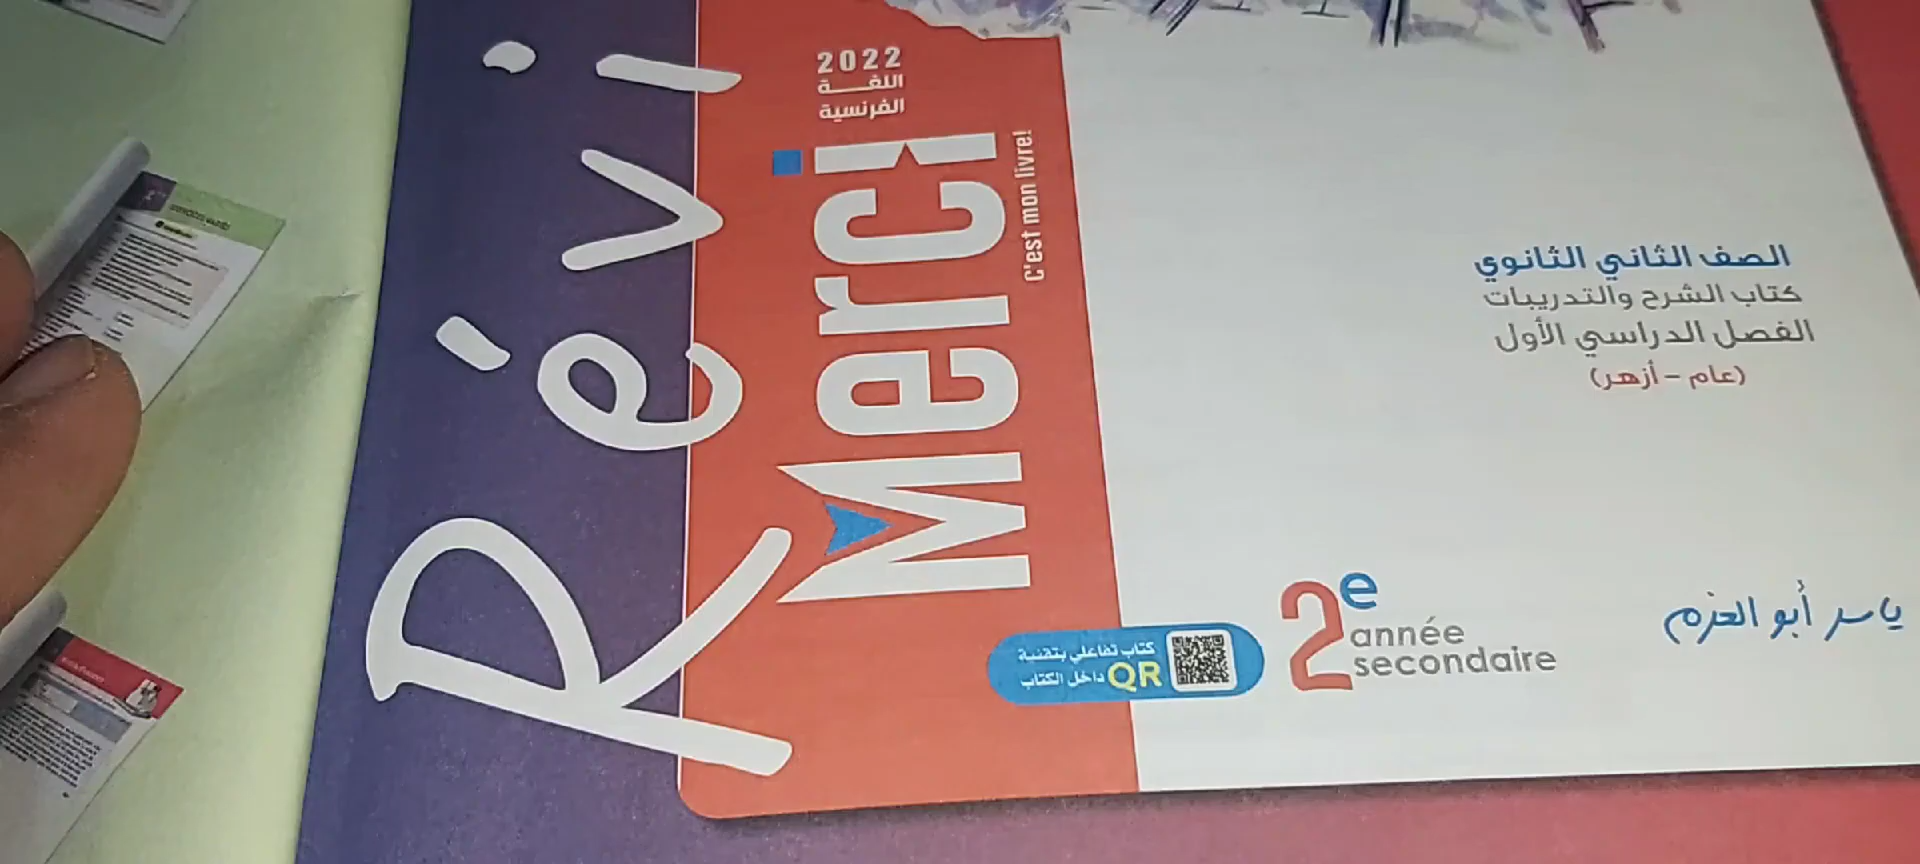 Révi
2022
اللغة
الفرنسية
Merci
C'est mon livre!
الصف الثاني الثانوي
كتاب الشرح والتدريبات
الفصل الدراسي الأول
(عام - أزهر)
كتاب تفاعلي بتقنية
QR داخل الكتاب
2e
année
secondaire
ياسر أبو العزم